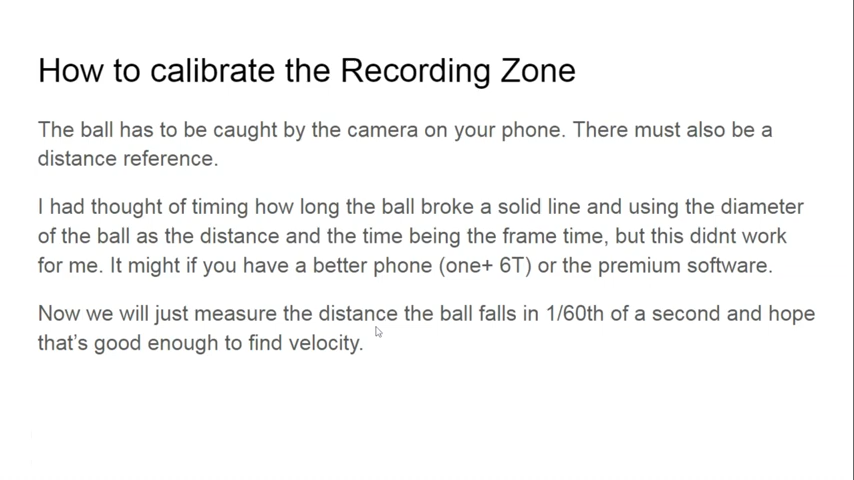 How to calibrate the Recording Zone
The ball has to be caught by the camera on your phone. There must also be a
distance reference.
I had thought of timing how long the ball broke a solid line and using the diameter
of the ball as the distance and the time being the frame time, but this didnt work
for me. It might if you have a better phone (one+ 6T) or the premium software.
Now we will just measure the distance the ball falls in 1/60th of a second and hope
that’s good enough to find velocity.